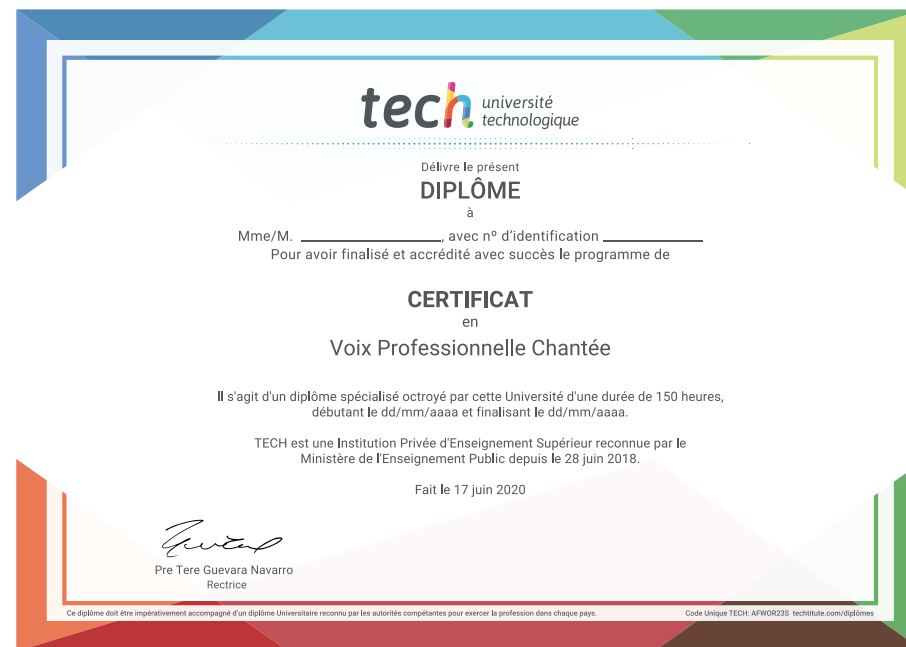 tech université
technologique
Délivre le présent
DIPLÔME
à
Mme/M. ____________________, avec nº d'identification ______________
Pour avoir finalisé et accrédité avec succès le programme de
CERTIFICAT
en
Voix Professionnelle Chantée
Il s'agit d'un diplôme spécialisé octroyé par cette Université d'une durée de 150 heures,
débutant le dd/mm/aaaa et finalisant le dd/mm/aaaa.
TECH est une Institution Privée d'Enseignement Supérieur reconnue par le
Ministère de l'Enseignement Public depuis le 28 juin 2018.
Fait le 17 juin 2020
Pre Tere Guevara Navarro
Rectrice
Ce diplôme doit être impérativement accompagné d'un diplôme Universitaire reconnu par les autorités compétantes pour exercer la profession dans chaque pays.
Code Unique TECH: AFWOR23S techtitute.com/diplômes